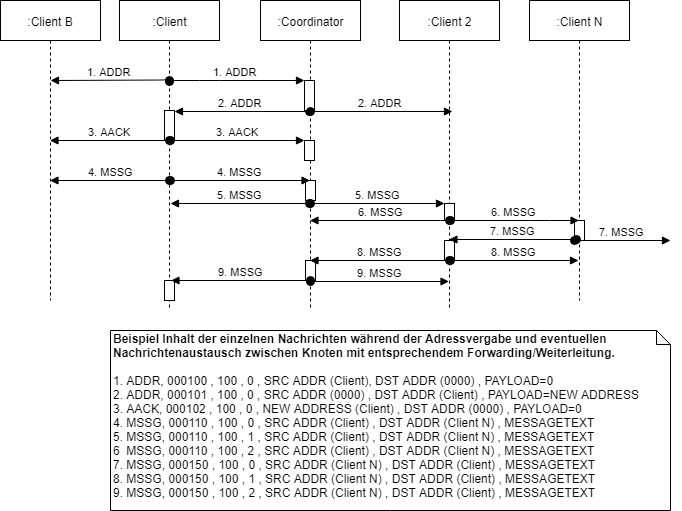 :Client B
:Client
:Coordinator
:Client 2
:Client N
1. ADDR
1. ADDR
2. ADDR
2. ADDR
3. AACK
3. AACK
4. MSSG
4. MSSG
5. MSSG
5. MSSG
6. MSSG
6. MSSG
7. MSSG
7. MSSG
8. MSSG
8. MSSG
9. MSSG
9. MSSG
Beispiel Inhalt der einzelnen Nachrichten während der Adressvergabe und eventuellen
Nachrichtenaustausch zwischen Knoten mit entsprechendem Forwarding/Weiterleitung.
1. ADDR, 000100 , 100 , 0 , SRC ADDR (Client), DST ADDR (0000) , PAYLOAD=0
2. ADDR, 000101 , 100 , 0 , SRC ADDR (0000) , DST ADDR (Client) , PAYLOAD=NEW ADDRESS
3. AACK, 000102 , 100 , 0 , NEW ADDRESS (Client) , DST ADDR (0000) , PAYLOAD=0
4. MSSG, 000110 , 100 , 0 , SRC ADDR (Client) , DST ADDR (Client N) , MESSAGETEXT
5. MSSG, 000110 , 100 , 1 , SRC ADDR (Client) , DST ADDR (Client N) , MESSAGETEXT
6 MSSG, 000110 , 100 , 2 , SRC ADDR (Client) , DST ADDR (Client N) , MESSAGETEXT
7. MSSG, 000150 , 100 , 0 , SRC ADDR (Client N) , DST ADDR (Client) , MESSAGETEXT
8. MSSG, 000150 , 100 , 1 , SRC ADDR (Client N) , DST ADDR (Client) , MESSAGETEXT
9. MSSG, 000150 , 100 , 2 , SRC ADDR (Client N) , DST ADDR (Client) , MESSAGETEXT